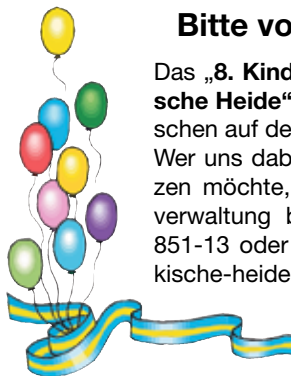 Bitte vo
Das „8. Kind
sche Heide“
schen auf de
Wer uns dab
zen möchte,
verwaltung b
851-13 oder
kische-heide